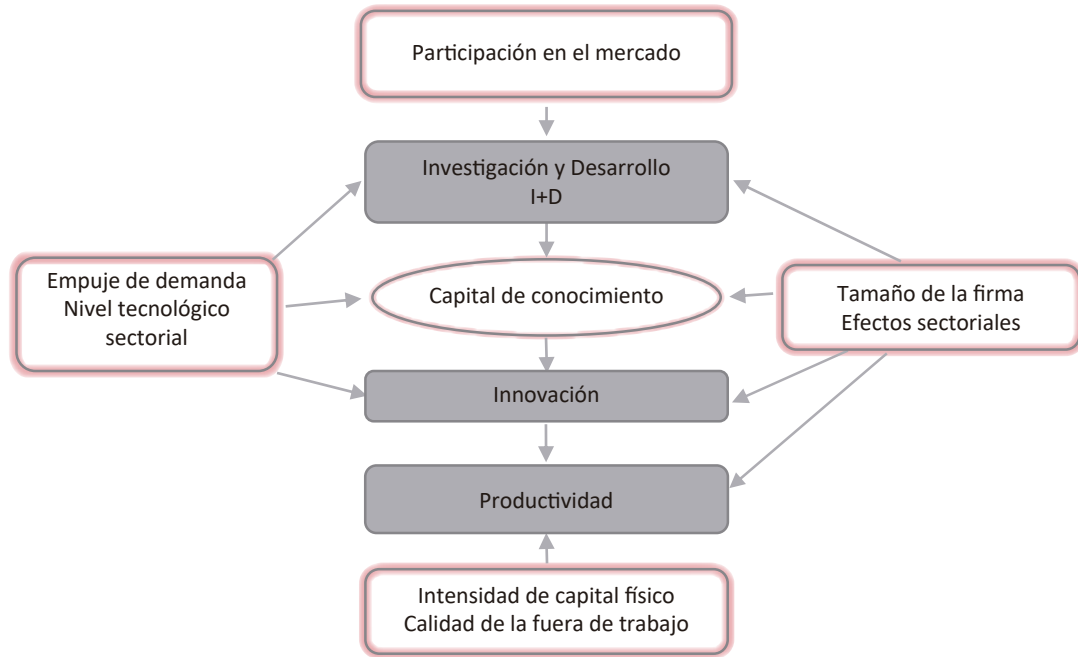 Participación en el mercado
Investigación y Desarrollo
I+D
Empuje de demanda
Nivel tecnológico
sectorial
Capital de conocimiento
Tamaño de la firma
Efectos sectoriales
Innovación
Productividad
Intensidad de capital físico
Calidad de la fuera de trabajo